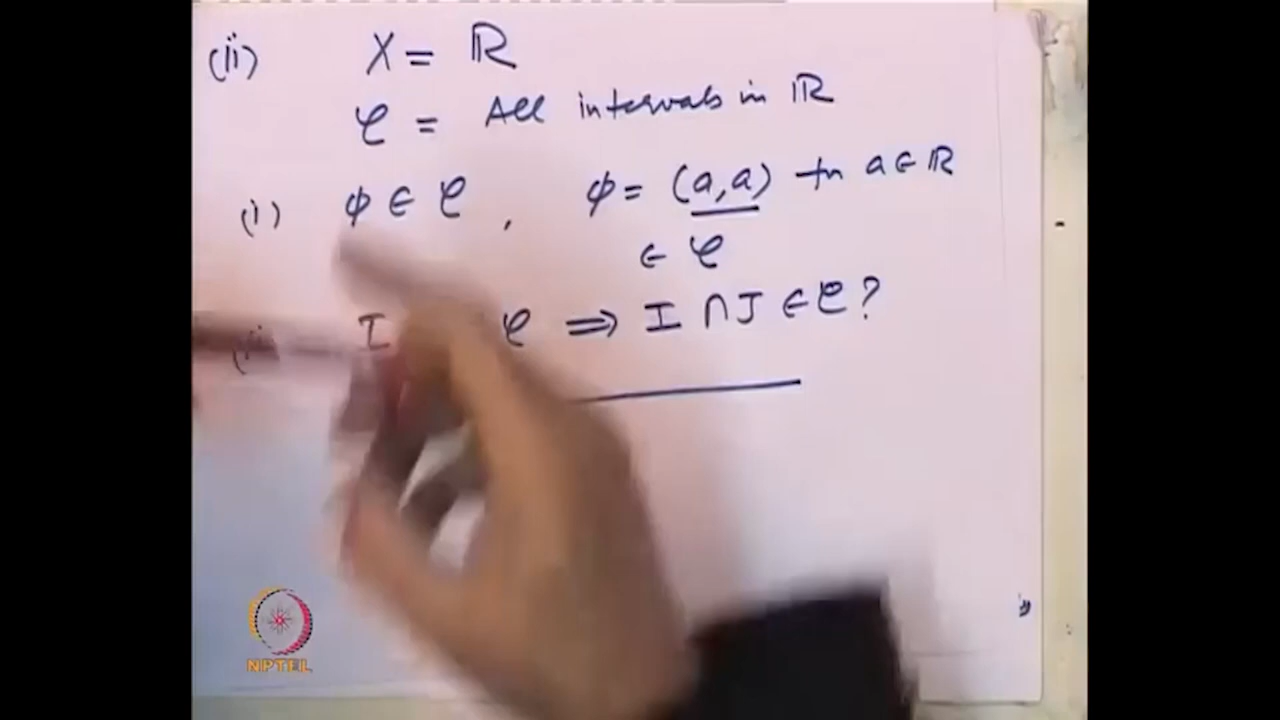 (ii) X = ℝ
𝒞 = All intervals in ℝ
(i) ϕ ∈ 𝒞, ϕ = (a,a) for a ∈ ℝ
∈ 𝒞
I 𝒞 ⇒ I ∩ J ∈ 𝒞?
NPTEL